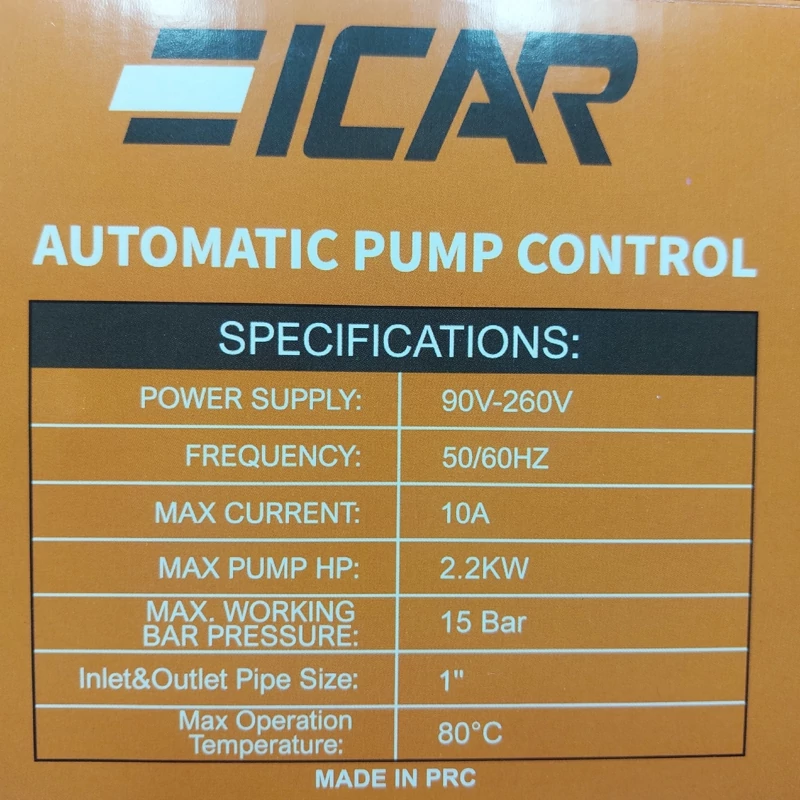 EICAR
AUTOMATIC PUMP CONTROL
SPECIFICATIONS:
POWER SUPPLY: 90V-260V
FREQUENCY: 50/60HZ
MAX CURRENT: 10A
MAX PUMP HP: 2.2KW
MAX. WORKING
BAR PRESSURE: 15 Bar
Inlet&Outlet Pipe Size: 1"
Max Operation
Temperature: 80°C
MADE IN PRC